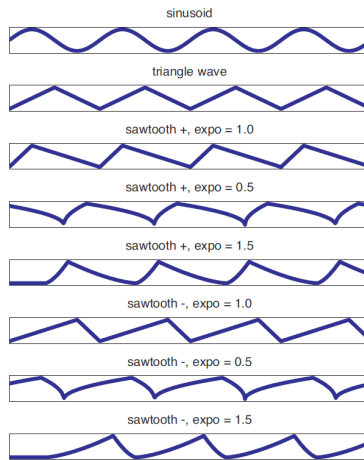 sinusoid
triangle wave
sawtooth +, expo = 1.0
sawtooth +, expo = 0.5
sawtooth +, expo = 1.5
sawtooth -, expo = 1.0
sawtooth -, expo = 0.5
sawtooth -, expo = 1.5